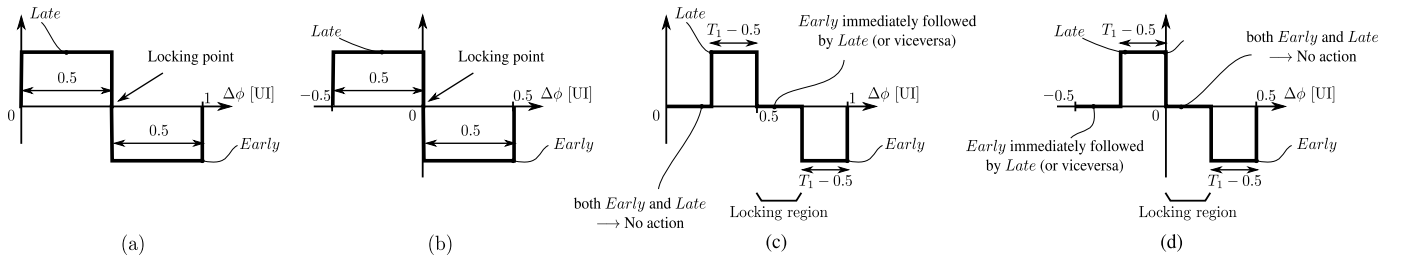 Late
Locking point
0.5
0
1
Δϕ [UI]
0.5
Early
(a)
Late
Locking point
0.5
−0.5
0
0.5
Δϕ [UI]
0.5
Early
(b)
Late
T₁ − 0.5
Early immediately followed
by Late (or viceversa)
0
0.5
1
Δϕ [UI]
Early
T₁ − 0.5
both Early and Late
⟶ No action
Locking region
(c)
Late
T₁ − 0.5
both Early and Late
⟶ No action
−0.5
0
0.5
Δϕ [UI]
Early immediately followed
by Late (or viceversa)
Early
T₁ − 0.5
Locking region
(d)